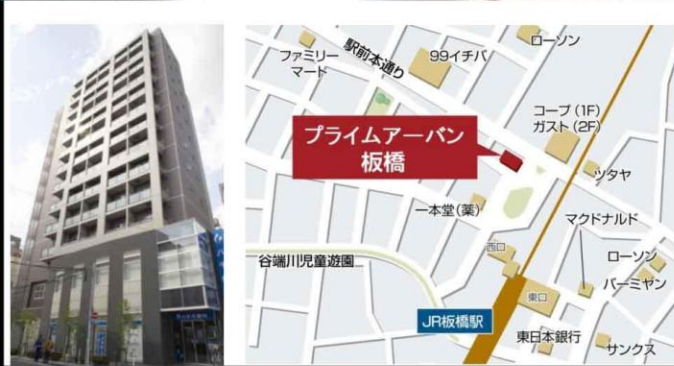 ファミリー
マート
駅前本通り
99イチバ
ローソン
コープ (1F)
ガスト (2F)
プライムアーバン
板橋
ツタヤ
一本堂(薬)
マクドナルド
西口
ローソン
バーミヤン
谷端川児童遊園
東口
JR板橋駅
東日本銀行
サンクス